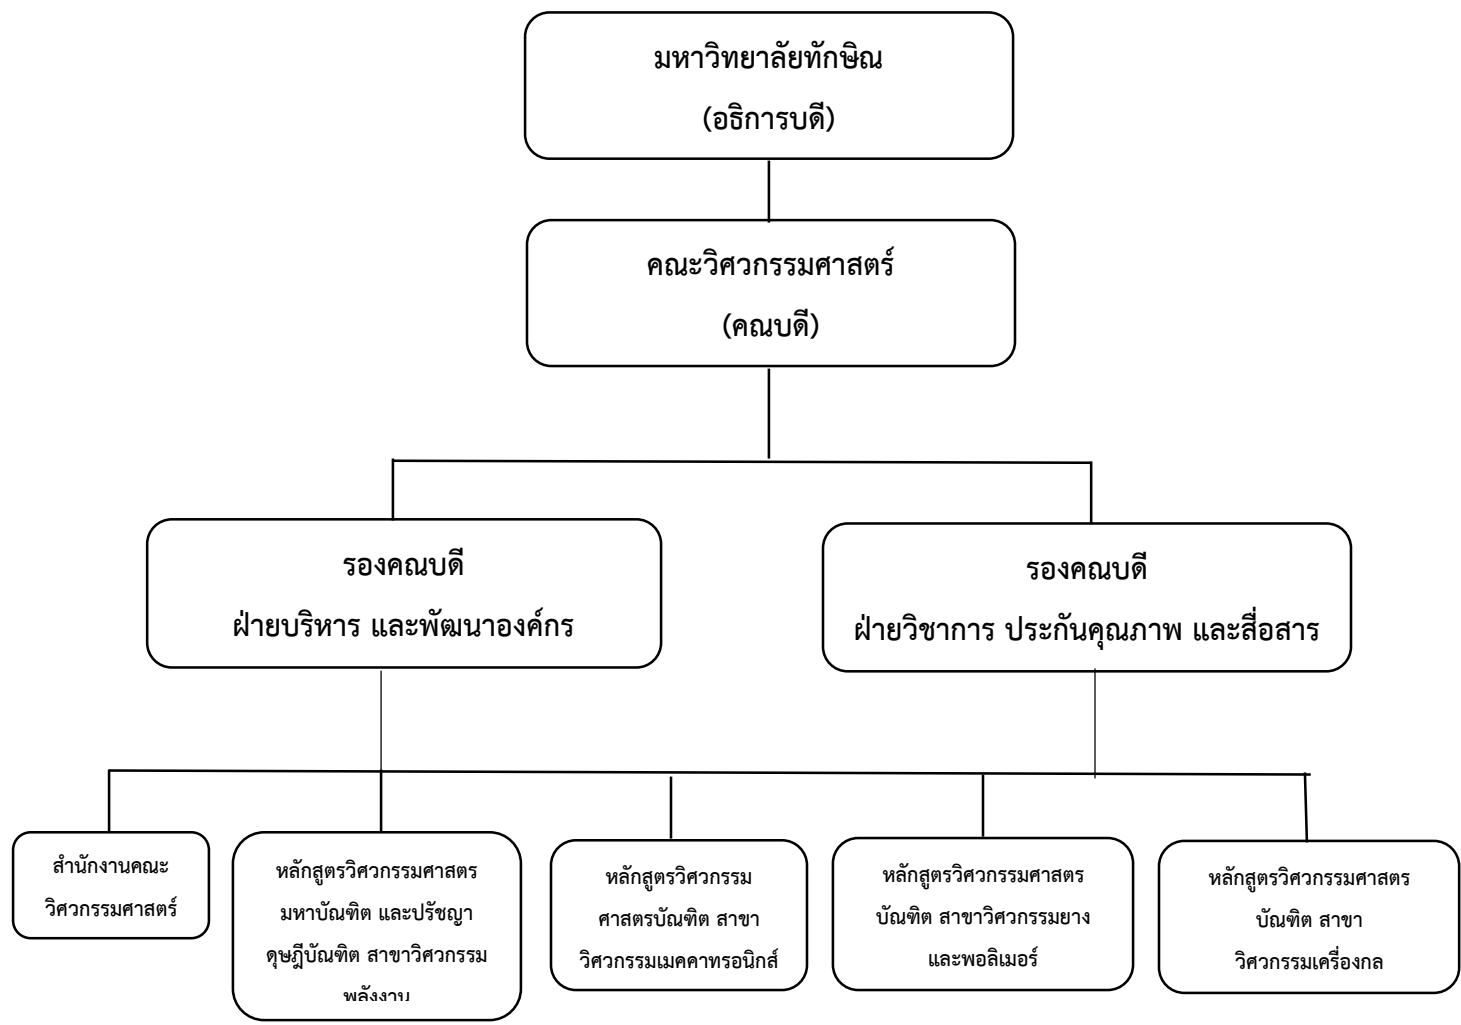 มหาวิทยาลัยทักษิณ
(อธิการบดี)
คณะวิศวกรรมศาสตร์
(คณบดี)
รองคณบดี
ฝ่ายบริหาร และพัฒนาองค์กร
รองคณบดี
ฝ่ายวิชาการ ประกันคุณภาพ และสื่อสาร
สำนักงานคณะ
วิศวกรรมศาสตร์
หลักสูตรวิศวกรรมศาสตร
มหาบัณฑิต และปรัชญา
ดุษฎีบัณฑิต สาขาวิศวกรรม
พลังงาน
หลักสูตรวิศวกรรม
ศาสตรบัณฑิต สาขา
วิศวกรรมเมคคาทรอนิกส์
หลักสูตรวิศวกรรมศาสตร
บัณฑิต สาขาวิศวกรรมยาง
และพอลิเมอร์
หลักสูตรวิศวกรรมศาสตร
บัณฑิต สาขา
วิศวกรรมเครื่องกล